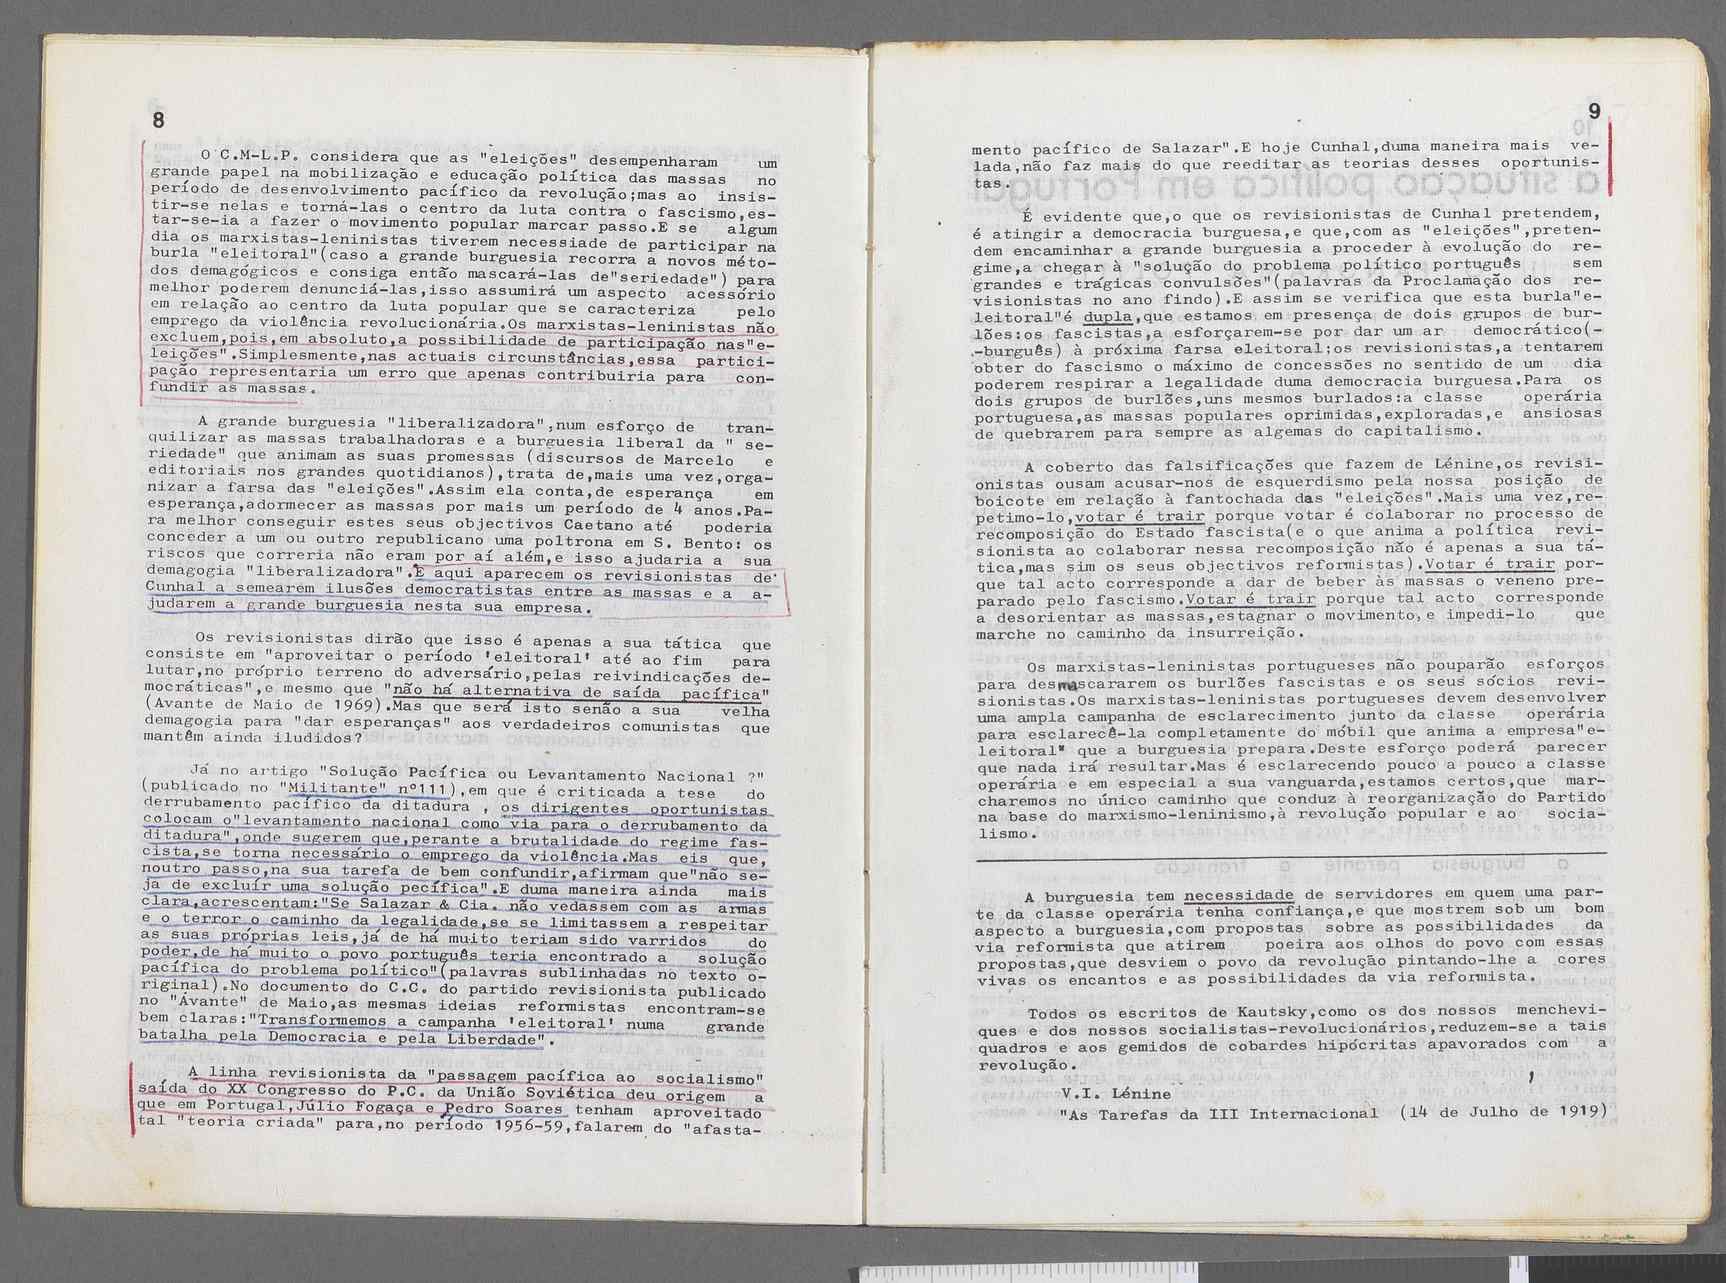 8
O C.M-L.P. considera que as "eleições" desempenharam um
grande papel na mobilização e educação política das massas no
período de desenvolvimento pacífico da revolução;mas ao insis-
tir-se nelas e torná-las o centro da luta contra o fascismo,es-
tar-se-ia a fazer o movimento popular marcar passo.E se algum
dia os marxistas-leninistas tiverem necessiade de participar na
burla "eleitoral"(caso a grande burguesia recorra a novos méto-
dos demagógicos e consiga então mascará-las de"seriedade") para
melhor poderem denunciá-las,isso assumirá um aspecto acessório
em relação ao centro da luta popular que se caracteriza pelo
emprego da violência revolucionária.Os marxistas-leninistas não
excluem,pois,em absoluto,a possibilidade de participação nas"e-
leições".Simplesmente,nas actuais circunstâncias,essa partici-
pação representaria um erro que apenas contribuiria para con-
fundir as massas.
A grande burguesia "liberalizadora",num esforço de tran-
quilizar as massas trabalhadoras e a burguesia liberal da " se-
riedade" que animam as suas promessas (discursos de Marcelo e
editoriais nos grandes quotidianos),trata de,mais uma vez,orga-
nizar a farsa das "eleições".Assim ela conta,de esperança em
esperança,adormecer as massas por mais um período de 4 anos.Pa-
ra melhor conseguir estes seus objectivos Caetano até poderia
conceder a um ou outro republicano uma poltrona em S. Bento: os
riscos que correria não eram por aí além,e isso ajudaria a sua
demagogia "liberalizadora".E aqui aparecem os revisionistas de
Cunhal a semearem ilusões democratistas entre as massas e a a-
judarem a grande burguesia nesta sua empresa.
Os revisionistas dirão que isso é apenas a sua tática que
consiste em "aproveitar o período 'eleitoral' até ao fim para
lutar,no próprio terreno do adversário,pelas reivindicações de-
mocráticas",e mesmo que "não há alternativa de saída pacífica"
(Avante de Maio de 1969).Mas que será isto senão a sua velha
demagogia para "dar esperanças" aos verdadeiros comunistas que
mantêm ainda iludidos?
Já no artigo "Solução Pacífica ou Levantamento Nacional ?"
(publicado no "Militante" nº111),em que é criticada a tese do
derrubamento pacífico da ditadura , os dirigentes oportunistas
colocam o"levantamento nacional como via para o derrubamento da
ditadura",onde sugerem que,perante a brutalidade do regime fas-
cista,se torna necessário o emprego da violência.Mas eis que,
noutro passo,na sua tarefa de bem confundir,afirmam que"não se-
ja de excluír uma solução pecífica".E duma maneira ainda mais
clara,acrescentam:"Se Salazar & Cia. não vedassem com as armas
e o terror o caminho da legalidade,se se limitassem a respeitar
as suas próprias leis,já de há muito teriam sido varridos do
poder,de há muito o povo português teria encontrado a solução
pacífica do problema político"(palavras sublinhadas no texto o-
riginal).No documento do C.C. do partido revisionista publicado
no "Avante" de Maio,as mesmas ideias reformistas encontram-se
bem claras:"Transformemos a campanha 'eleitoral' numa grande
batalha pela Democracia e pela Liberdade".
A linha revisionista da "passagem pacífica ao socialismo"
saída do XX Congresso do P.C. da União Soviética deu origem a
que em Portugal,Júlio Fogaça e Pedro Soares tenham aproveitado
tal "teoria criada" para,no período 1956-59,falarem do "afasta-
9
mento pacífico de Salazar".E hoje Cunhal,duma maneira mais ve-
lada,não faz mais do que reeditar as teorias desses oportunis-
tas.
É evidente que,o que os revisionistas de Cunhal pretendem,
é atingir a democracia burguesa,e que,com as "eleições",preten-
dem encaminhar a grande burguesia a proceder à evolução do re-
gime,a chegar à "solução do problema político português sem
grandes e trágicas convulsões"(palavras da Proclamação dos re-
visionistas no ano findo).E assim se verifica que esta burla"e-
leitoral"é dupla,que estamos em presença de dois grupos de bur-
lões:os fascistas,a esforçarem-se por dar um ar democrático(-
-burguês) à próxima farsa eleitoral;os revisionistas,a tentarem
obter do fascismo o máximo de concessões no sentido de um dia
poderem respirar a legalidade duma democracia burguesa.Para os
dois grupos de burlões,uns mesmos burlados:a classe operária
portuguesa,as massas populares oprimidas,exploradas,e ansiosas
de quebrarem para sempre as algemas do capitalismo.
A coberto das falsificações que fazem de Lénine,os revisi-
onistas ousam acusar-nos de esquerdismo pela nossa posição de
boicote em relação à fantochada das "eleições".Mais uma vez,re-
petimo-lo,votar é trair porque votar é colaborar no processo de
recomposição do Estado fascista(e o que anima a política revi-
sionista ao colaborar nessa recomposição não é apenas a sua tá-
tica,mas sim os seus objectivos reformistas).Votar é trair por-
que tal acto corresponde a dar de beber às massas o veneno pre-
parado pelo fascismo.Votar é trair porque tal acto corresponde
a desorientar as massas,estagnar o movimento,e impedi-lo que
marche no caminho da insurreição.
Os marxistas-leninistas portugueses não pouparão esforços
para desmascararem os burlões fascistas e os seus sócios revi-
sionistas.Os marxistas-leninistas portugueses devem desenvolver
uma ampla campanha de esclarecimento junto da classe operária
para esclarecê-la completamente do móbil que anima a empresa"e-
leitoral" que a burguesia prepara.Deste esforço poderá parecer
que nada irá resultar.Mas é esclarecendo pouco a pouco a classe
operária e em especial a sua vanguarda,estamos certos,que mar-
charemos no único caminho que conduz à reorganização do Partido
na base do marxismo-leninismo,à revolução popular e ao socia-
lismo.
A burguesia tem necessidade de servidores em quem uma par-
te da classe operária tenha confiança,e que mostrem sob um bom
aspecto a burguesia,com propostas sobre as possibilidades da
via reformista que atirem poeira aos olhos do povo com essas
propostas,que desviem o povo da revolução pintando-lhe a cores
vivas os encantos e as possibilidades da via reformista.
Todos os escritos de Kautsky,como os dos nossos menchevi-
ques e dos nossos socialistas-revolucionários,reduzem-se a tais
quadros e aos gemidos de cobardes hipócritas apavorados com a
revolução.
V.I. Lénine
"As Tarefas da III Internacional (14 de Julho de 1919)